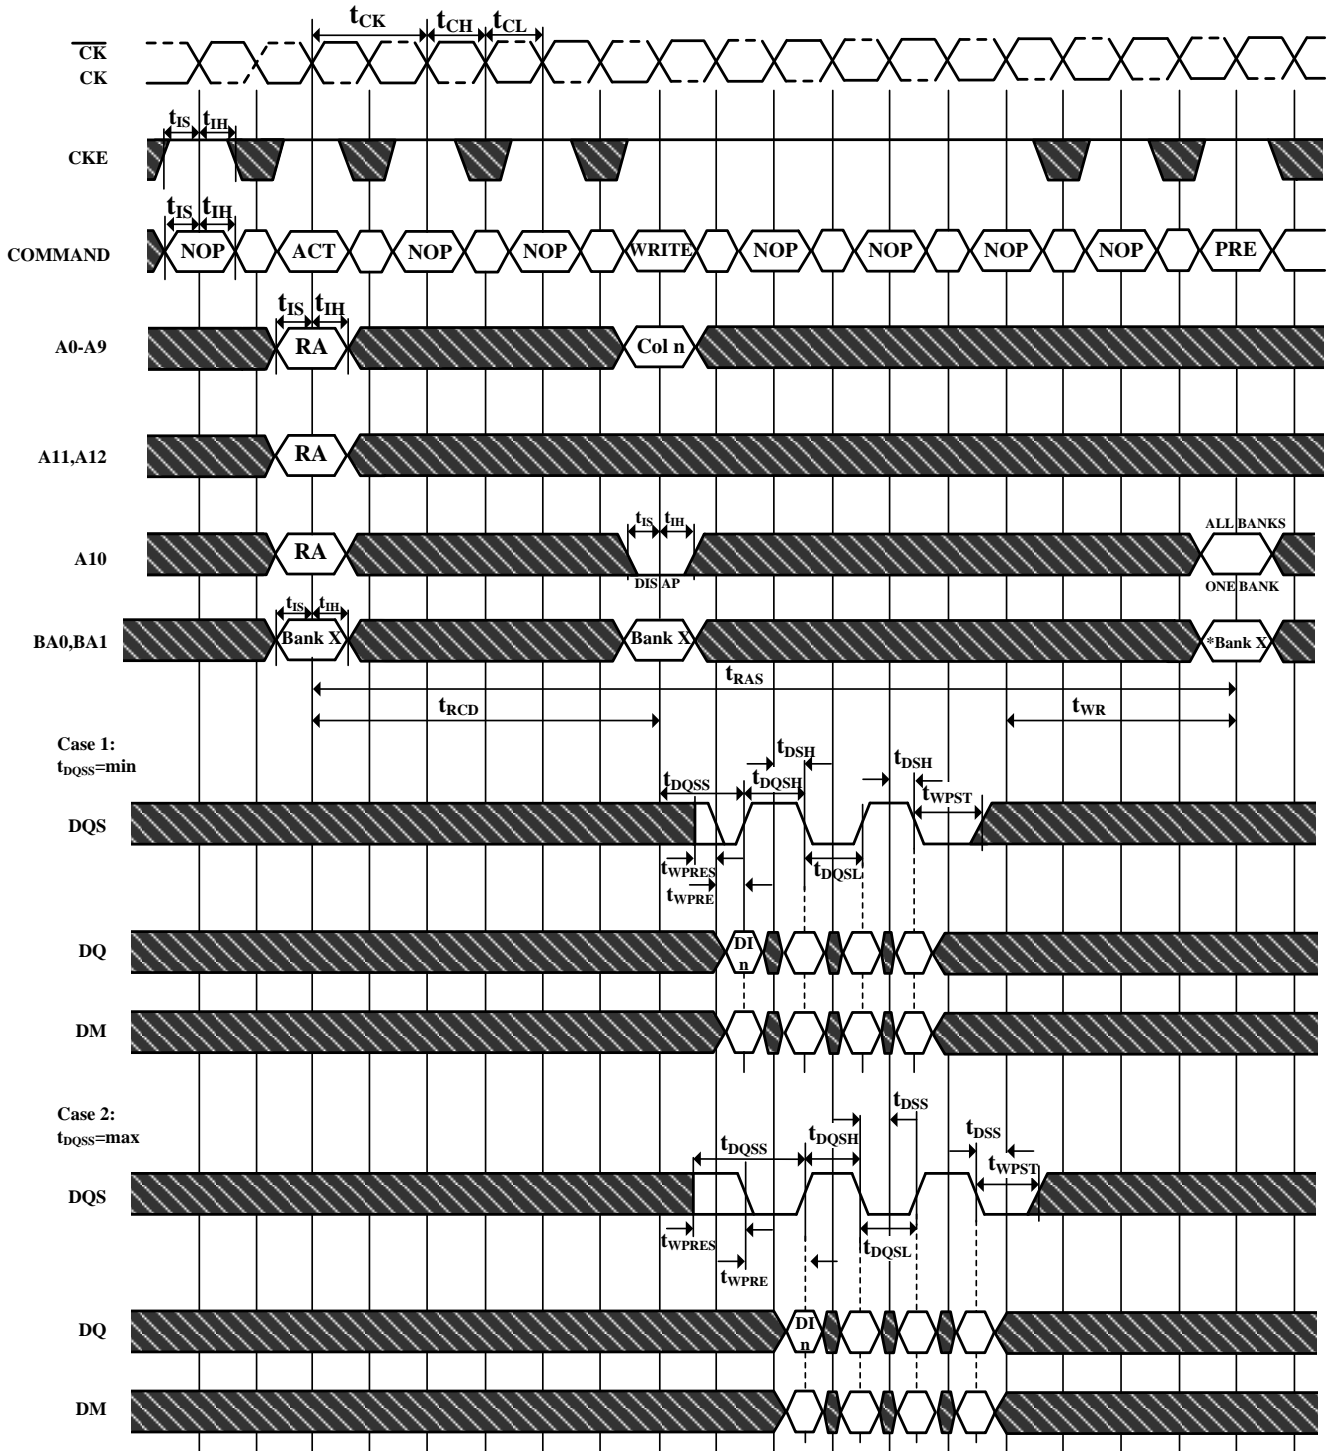 tCK tCH tCL
CK
CK
tIS tIH
CKE
tIS tIH
COMMAND NOP ACT NOP NOP WRITE NOP NOP NOP NOP PRE
tIS tIH
A0-A9 RA Col n
A11,A12 RA
tIS tIH ALL BANKS
A10 RA
DIS AP ONE BANK
tIS tIH
BA0,BA1 Bank X Bank X *Bank X
tRAS
tRCD tWR
Case 1:
tDQSS=min
tDSH tDSH
tDQSS tDQSH tWPST
DQS
tWPRES tDQSL
tWPRE
DQ DI
n
DM
Case 2:
tDQSS=max
tDSS tDSS
tDQSS tDQSH tWPST
DQS
tWPRES tDQSL
tWPRE
DQ DI
n
DM